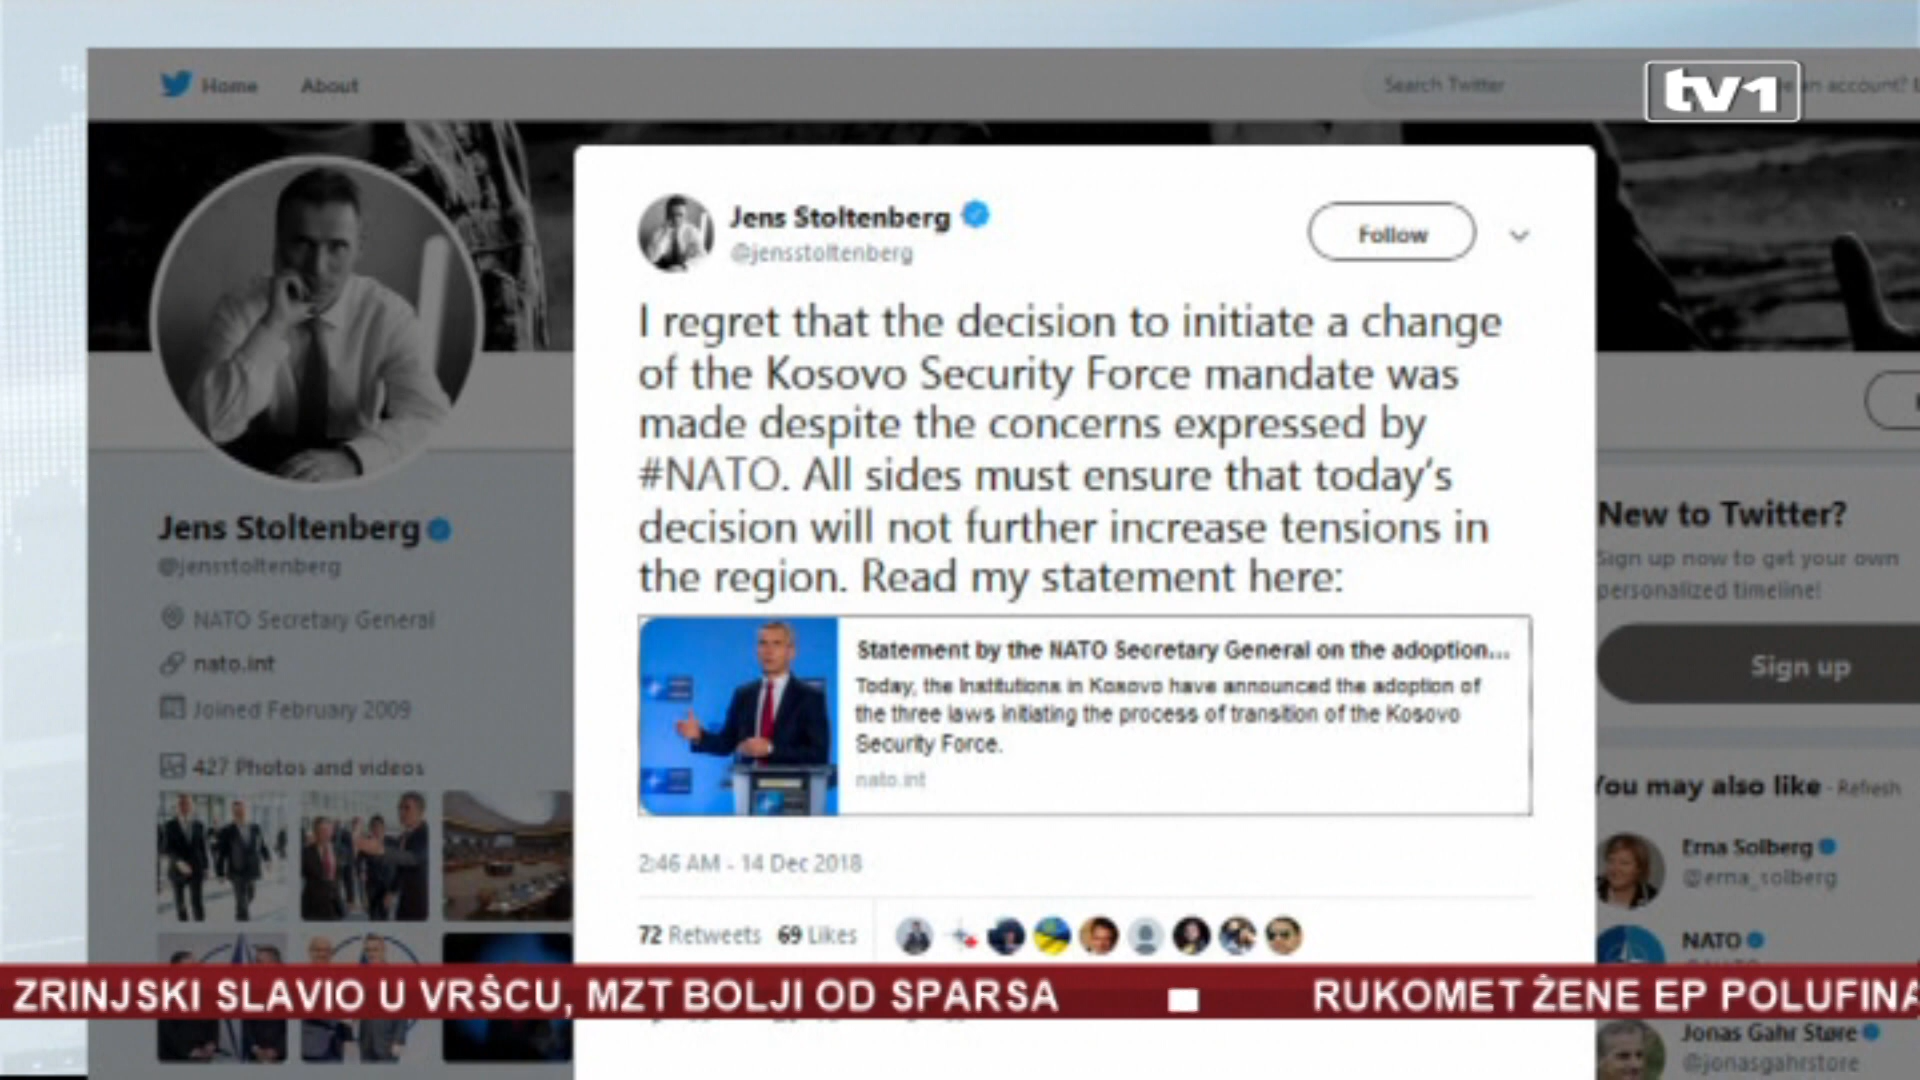 Home About
Search Twitter
tv1
an account?
Jens Stoltenberg
@jensstoltenberg
NATO Secretary General
nato.int
Joined February 2009
427 Photos and videos
Jens Stoltenberg
@jensstoltenberg
Follow
I regret that the decision to initiate a change
of the Kosovo Security Force mandate was
made despite the concerns expressed by
#NATO. All sides must ensure that today's
decision will not further increase tensions in
the region. Read my statement here:
Statement by the NATO Secretary General on the adoption...
Today, the Institutions in Kosovo have announced the adoption of
the three laws initiating the process of transition of the Kosovo
Security Force.
nato.int
2:46 AM - 14 Dec 2018
72 Retweets 69 Likes
New to Twitter?
Sign up now to get your own
personalized timeline!
Sign up
You may also like - Refresh
Erna Solberg
@erna_solberg
NATO
Jonas Gahr Støre
@jonasgahrstore
ZRINJSKI SLAVIO U VRŠCU, MZT BOLJI OD SPARSA
RUKOMET ŽENE EP POLUFINA